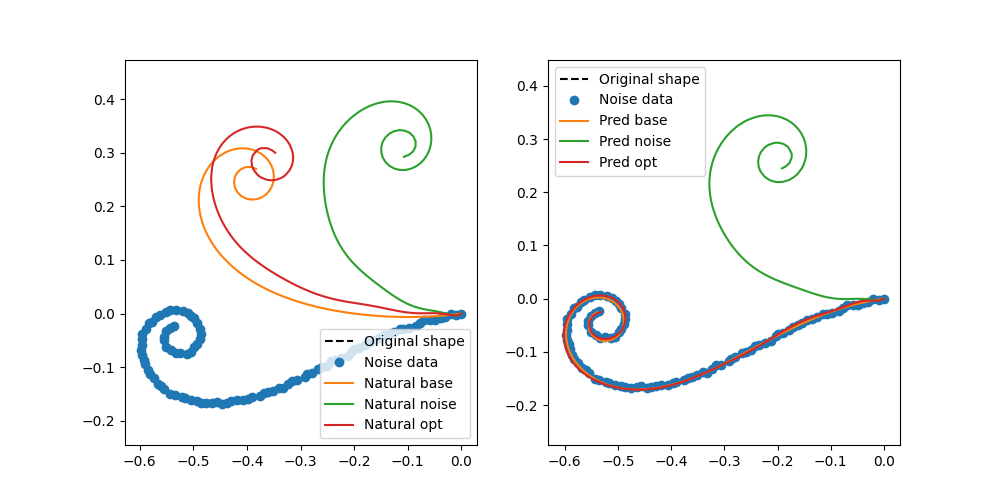 0.4
0.3
0.2
0.1
0.0
−0.1
−0.2
−0.6 −0.5 −0.4 −0.3 −0.2 −0.1 0.0
Original shape
Noise data
Natural base
Natural noise
Natural opt
0.4
0.3
0.2
0.1
0.0
−0.1
−0.2
−0.6 −0.5 −0.4 −0.3 −0.2 −0.1 0.0
Original shape
Noise data
Pred base
Pred noise
Pred opt